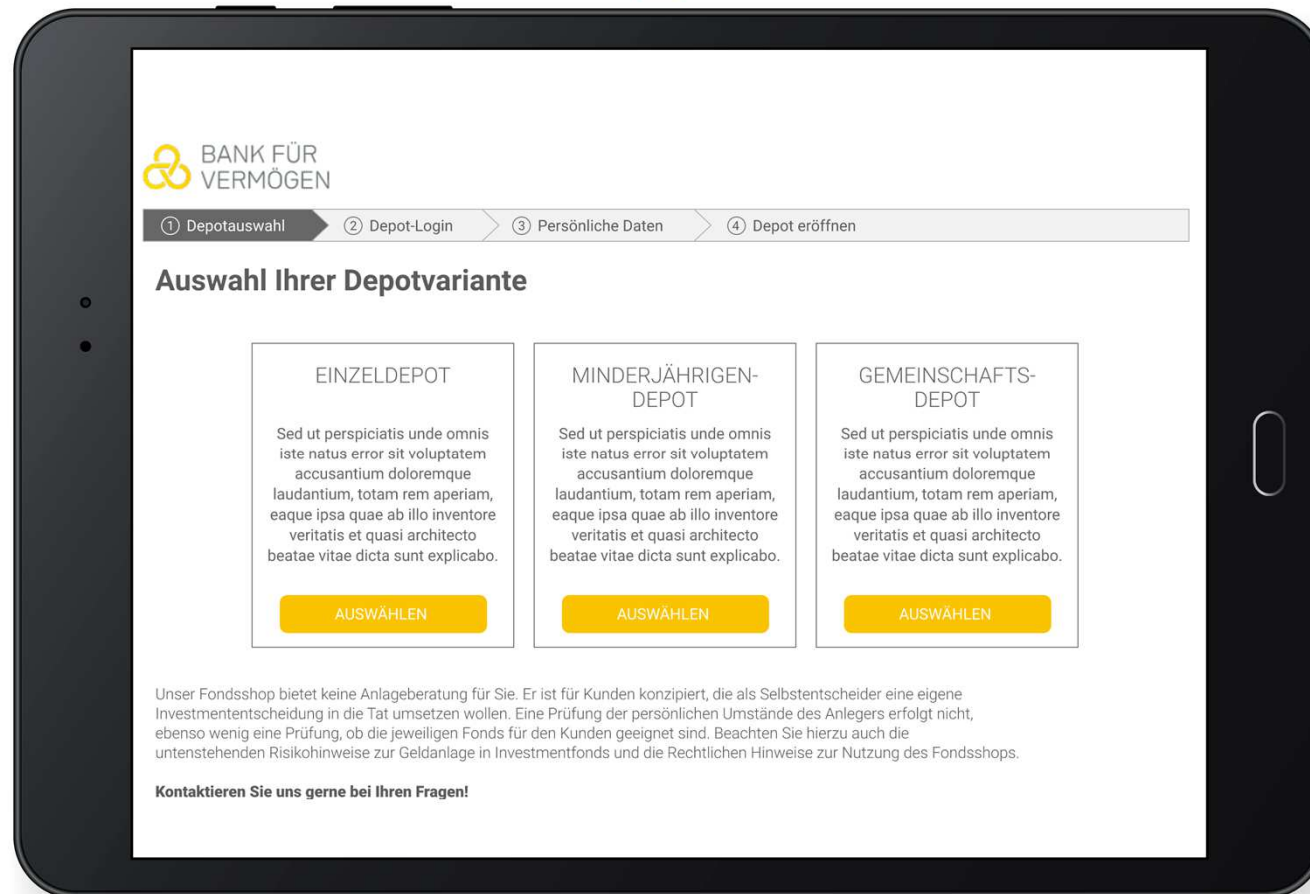 BANK FÜR
VERMÖGEN
1 Depotauswahl
2 Depot-Login
3 Persönliche Daten
4 Depot eröffnen
Auswahl Ihrer Depotvariante
EINZELDEPOT
Sed ut perspiciatis unde omnis
iste natus error sit voluptatem
accusantium doloremque
laudantium, totam rem aperiam,
eaque ipsa quae ab illo inventore
veritatis et quasi architecto
beatae vitae dicta sunt explicabo.
AUSWÄHLEN
MINDERJÄHRIGEN-
DEPOT
Sed ut perspiciatis unde omnis
iste natus error sit voluptatem
accusantium doloremque
laudantium, totam rem aperiam,
eaque ipsa quae ab illo inventore
veritatis et quasi architecto
beatae vitae dicta sunt explicabo.
AUSWÄHLEN
GEMEINSCHAFTS-
DEPOT
Sed ut perspiciatis unde omnis
iste natus error sit voluptatem
accusantium doloremque
laudantium, totam rem aperiam,
eaque ipsa quae ab illo inventore
veritatis et quasi architecto
beatae vitae dicta sunt explicabo.
AUSWÄHLEN
Unser Fondsshop bietet keine Anlageberatung für Sie. Er ist für Kunden konzipiert, die als Selbstentscheider eine eigene
Investmententscheidung in die Tat umsetzen wollen. Eine Prüfung der persönlichen Umstände des Anlegers erfolgt nicht,
ebenso wenig eine Prüfung, ob die jeweiligen Fonds für den Kunden geeignet sind. Beachten Sie hierzu auch die
untenstehenden Risikohinweise zur Geldanlage in Investmentfonds und die Rechtlichen Hinweise zur Nutzung des Fondsshops.
Kontaktieren Sie uns gerne bei Ihren Fragen!